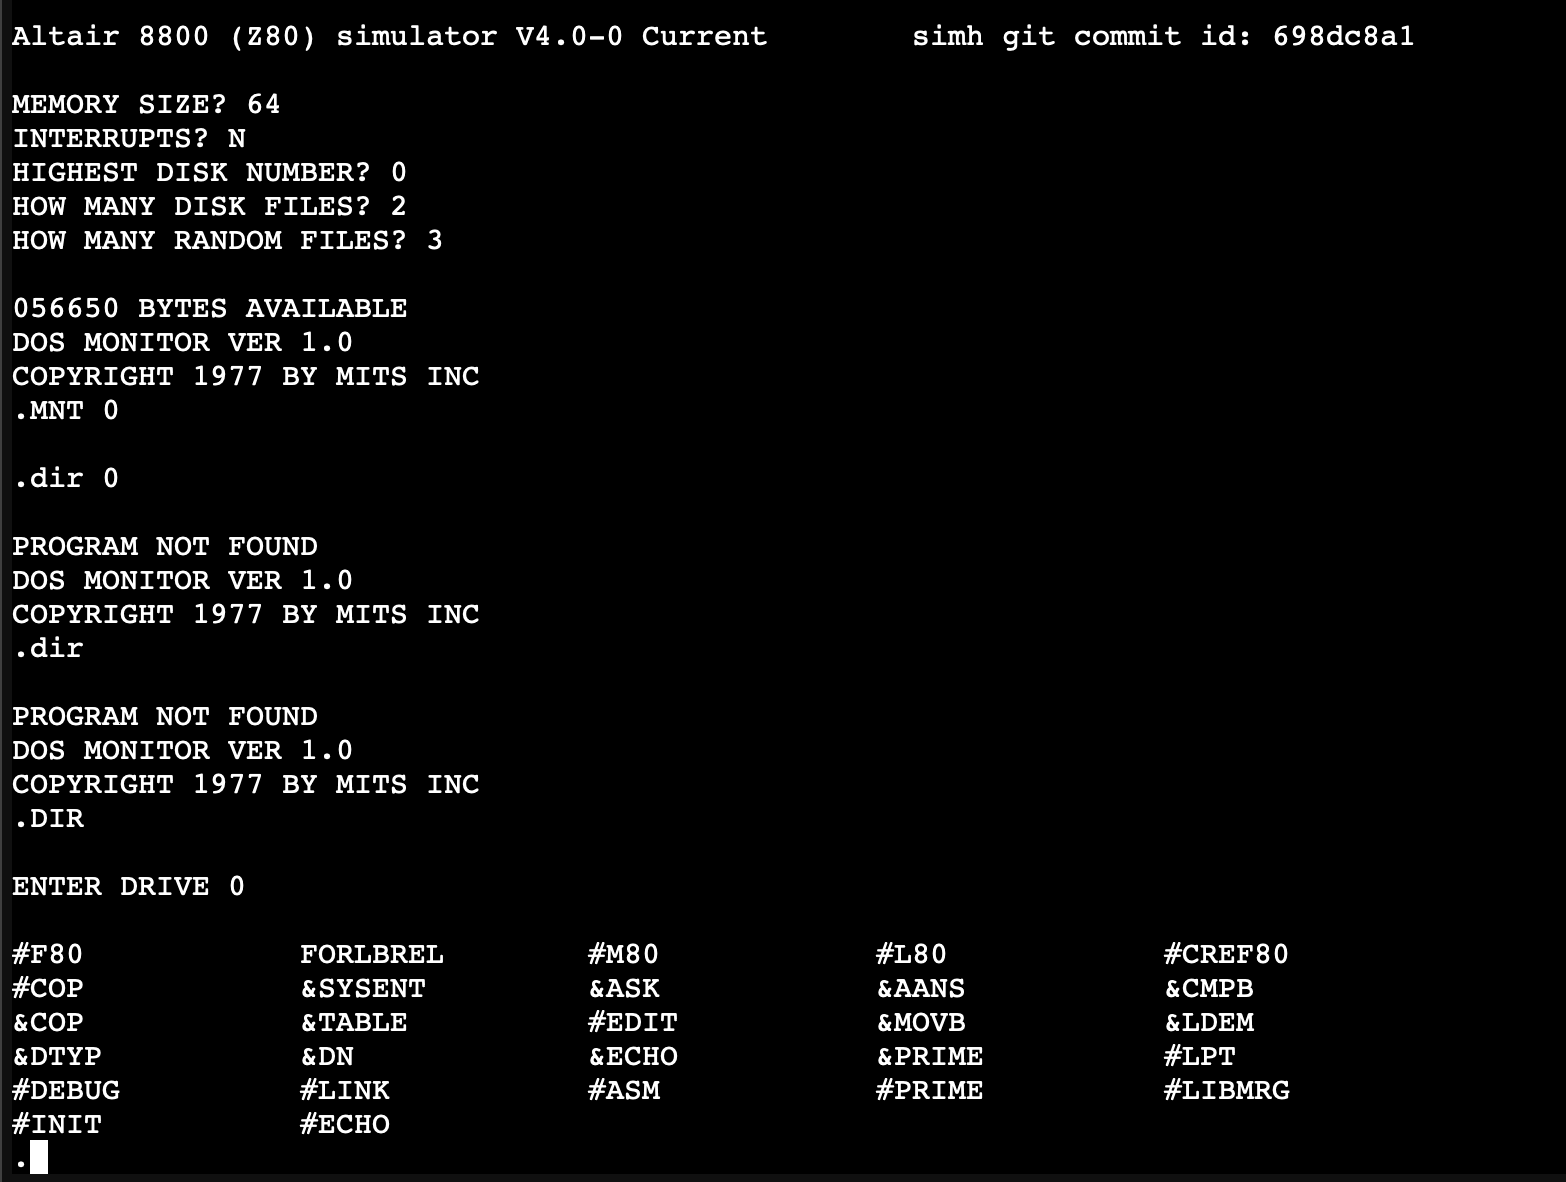 Altair 8800 (Z80) simulator V4.0-0 Current        simh git commit id: 698dc8a1
MEMORY SIZE? 64
INTERRUPTS? N
HIGHEST DISK NUMBER? 0
HOW MANY DISK FILES? 2
HOW MANY RANDOM FILES? 3
056650 BYTES AVAILABLE
DOS MONITOR VER 1.0
COPYRIGHT 1977 BY MITS INC
.MNT 0
.dir 0
PROGRAM NOT FOUND
DOS MONITOR VER 1.0
COPYRIGHT 1977 BY MITS INC
.dir
PROGRAM NOT FOUND
DOS MONITOR VER 1.0
COPYRIGHT 1977 BY MITS INC
.DIR
ENTER DRIVE 0
#F80            FORLBREL        #M80            #L80            #CREF80
#COP            &SYSENT         &ASK            &AANS           &CMPB
&COP            &TABLE          #EDIT           &MOVB           &LDEM
&DTYP           &DN             &ECHO           &PRIME          #LPT
#DEBUG          #LINK           #ASM            #PRIME          #LIBMRG
#INIT           #ECHO
.